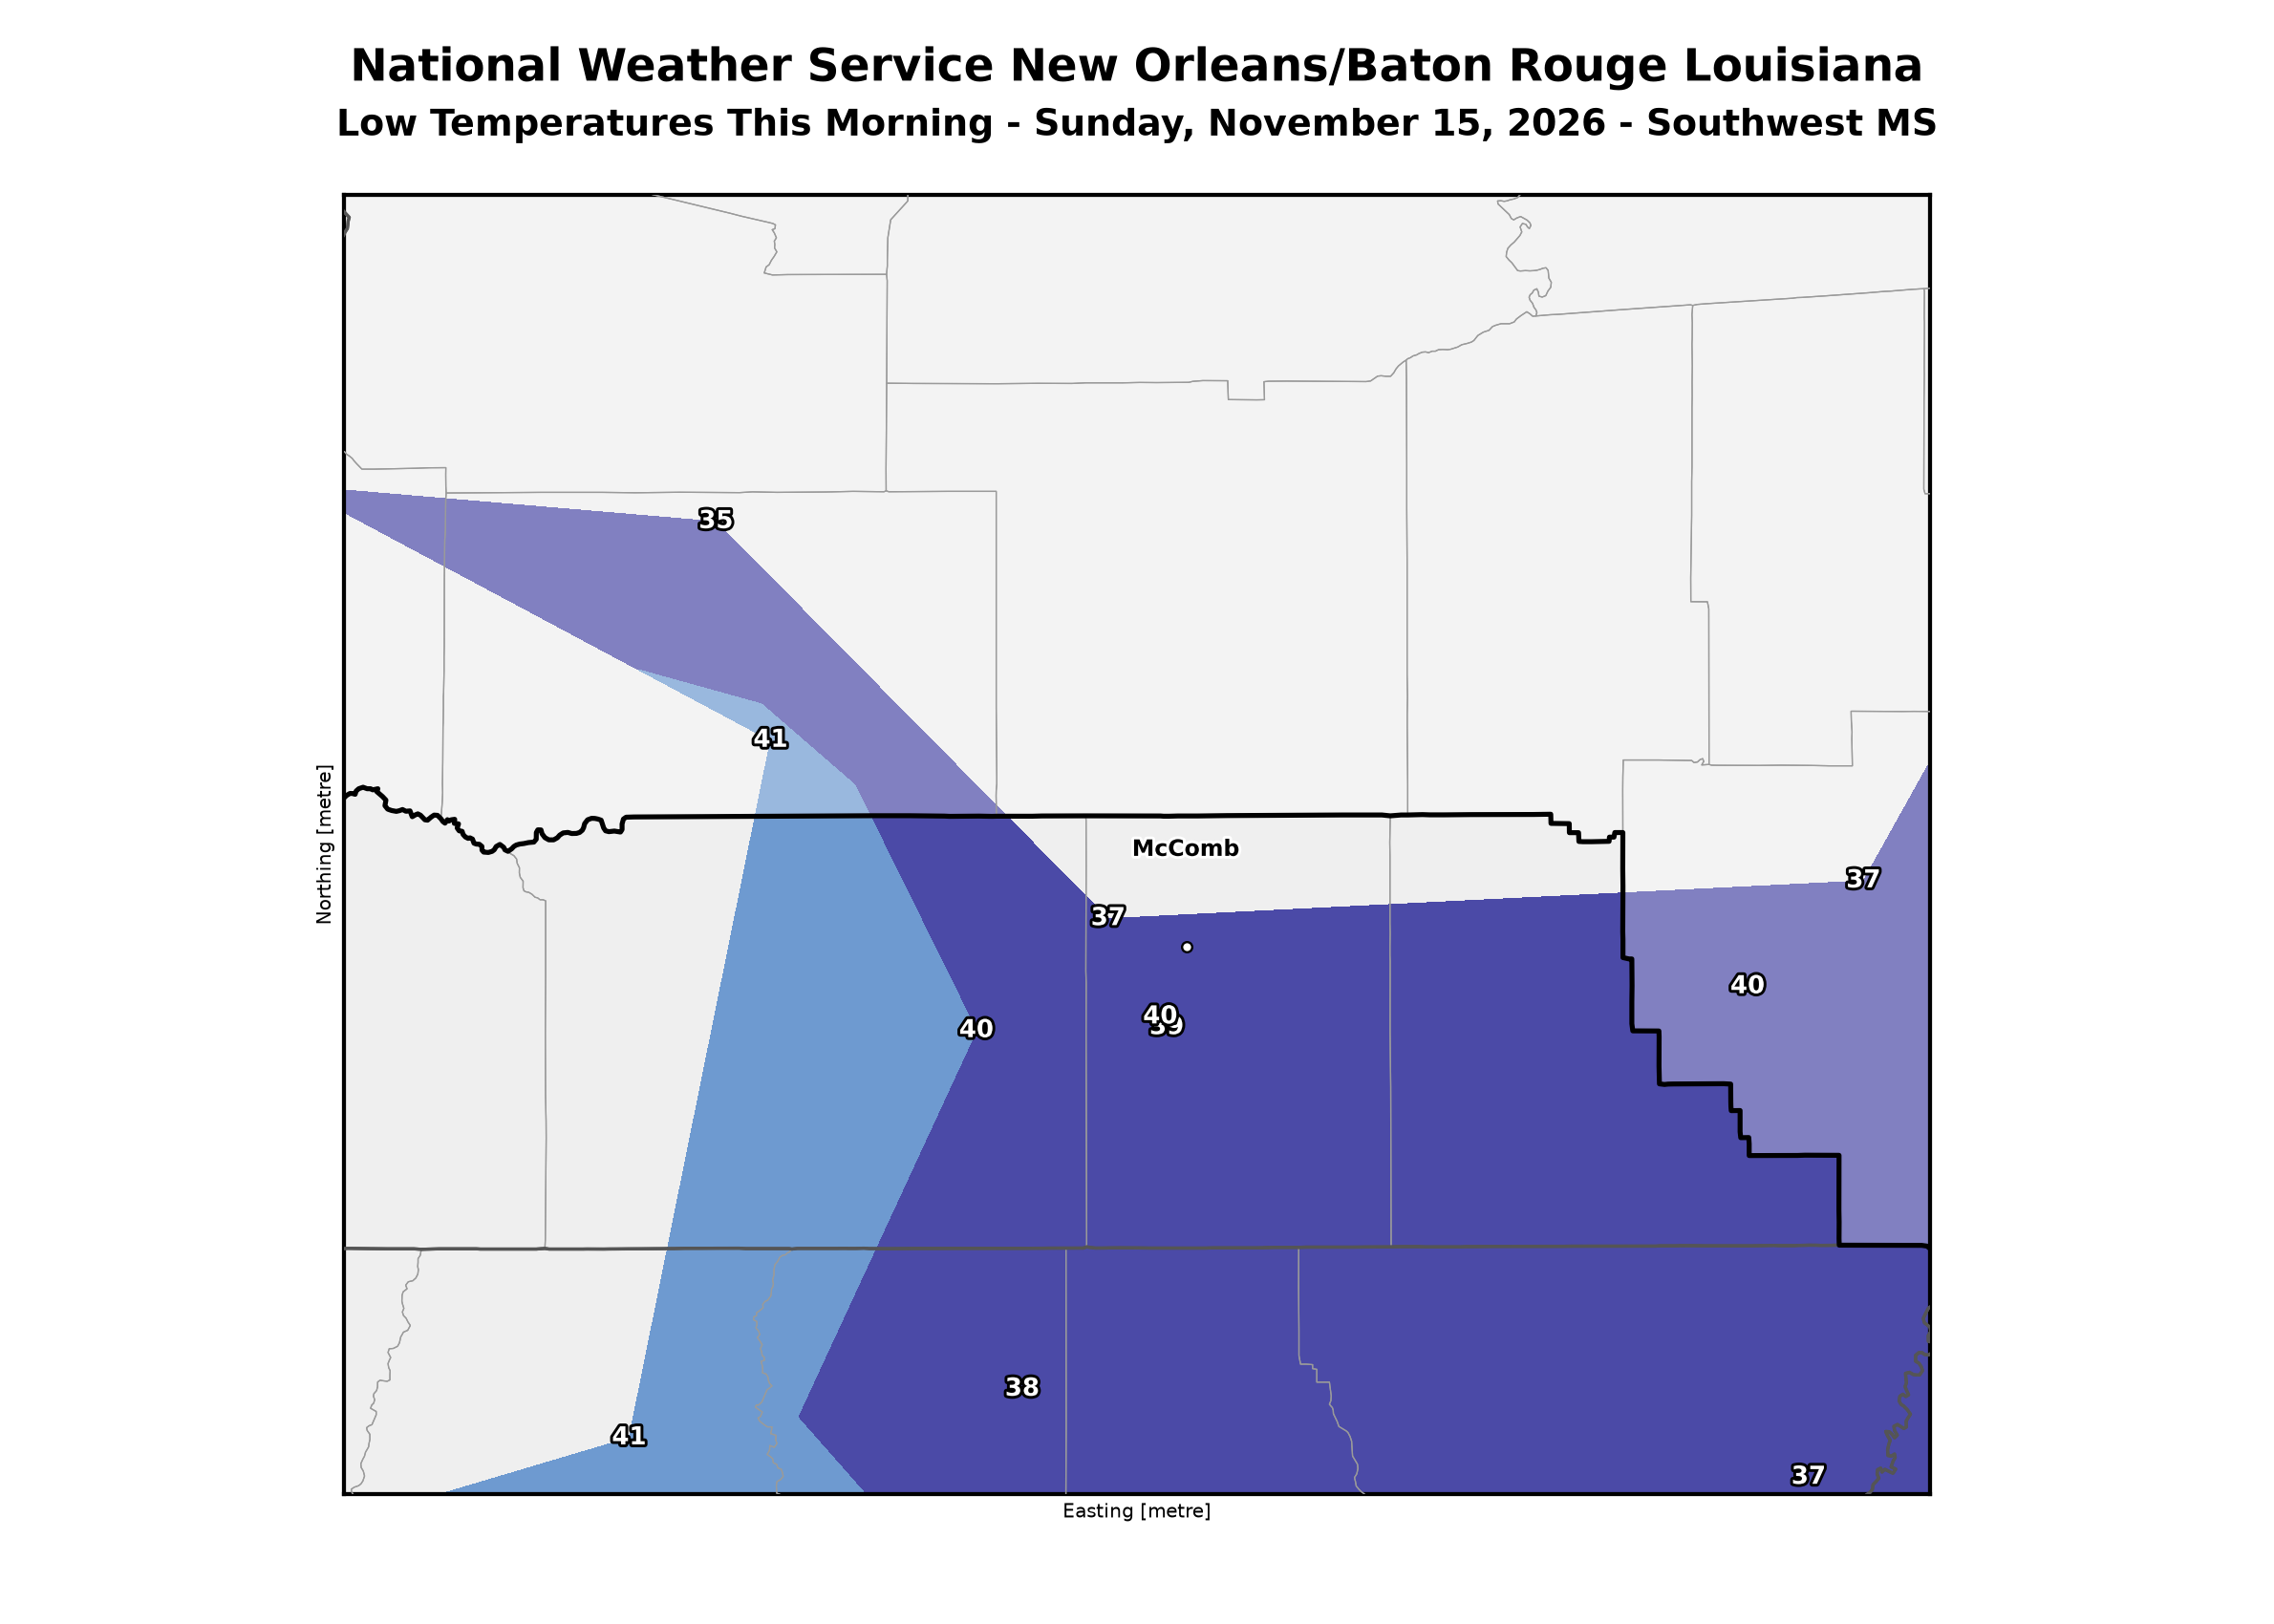 National Weather Service New Orleans/Baton Rouge Louisiana
Low Temperatures This Morning - Sunday, November 15, 2026 - Southwest MS
35
41
Northing [metre]
McComb
37
37
40
40
39
40
38
41
37
Easting [metre]